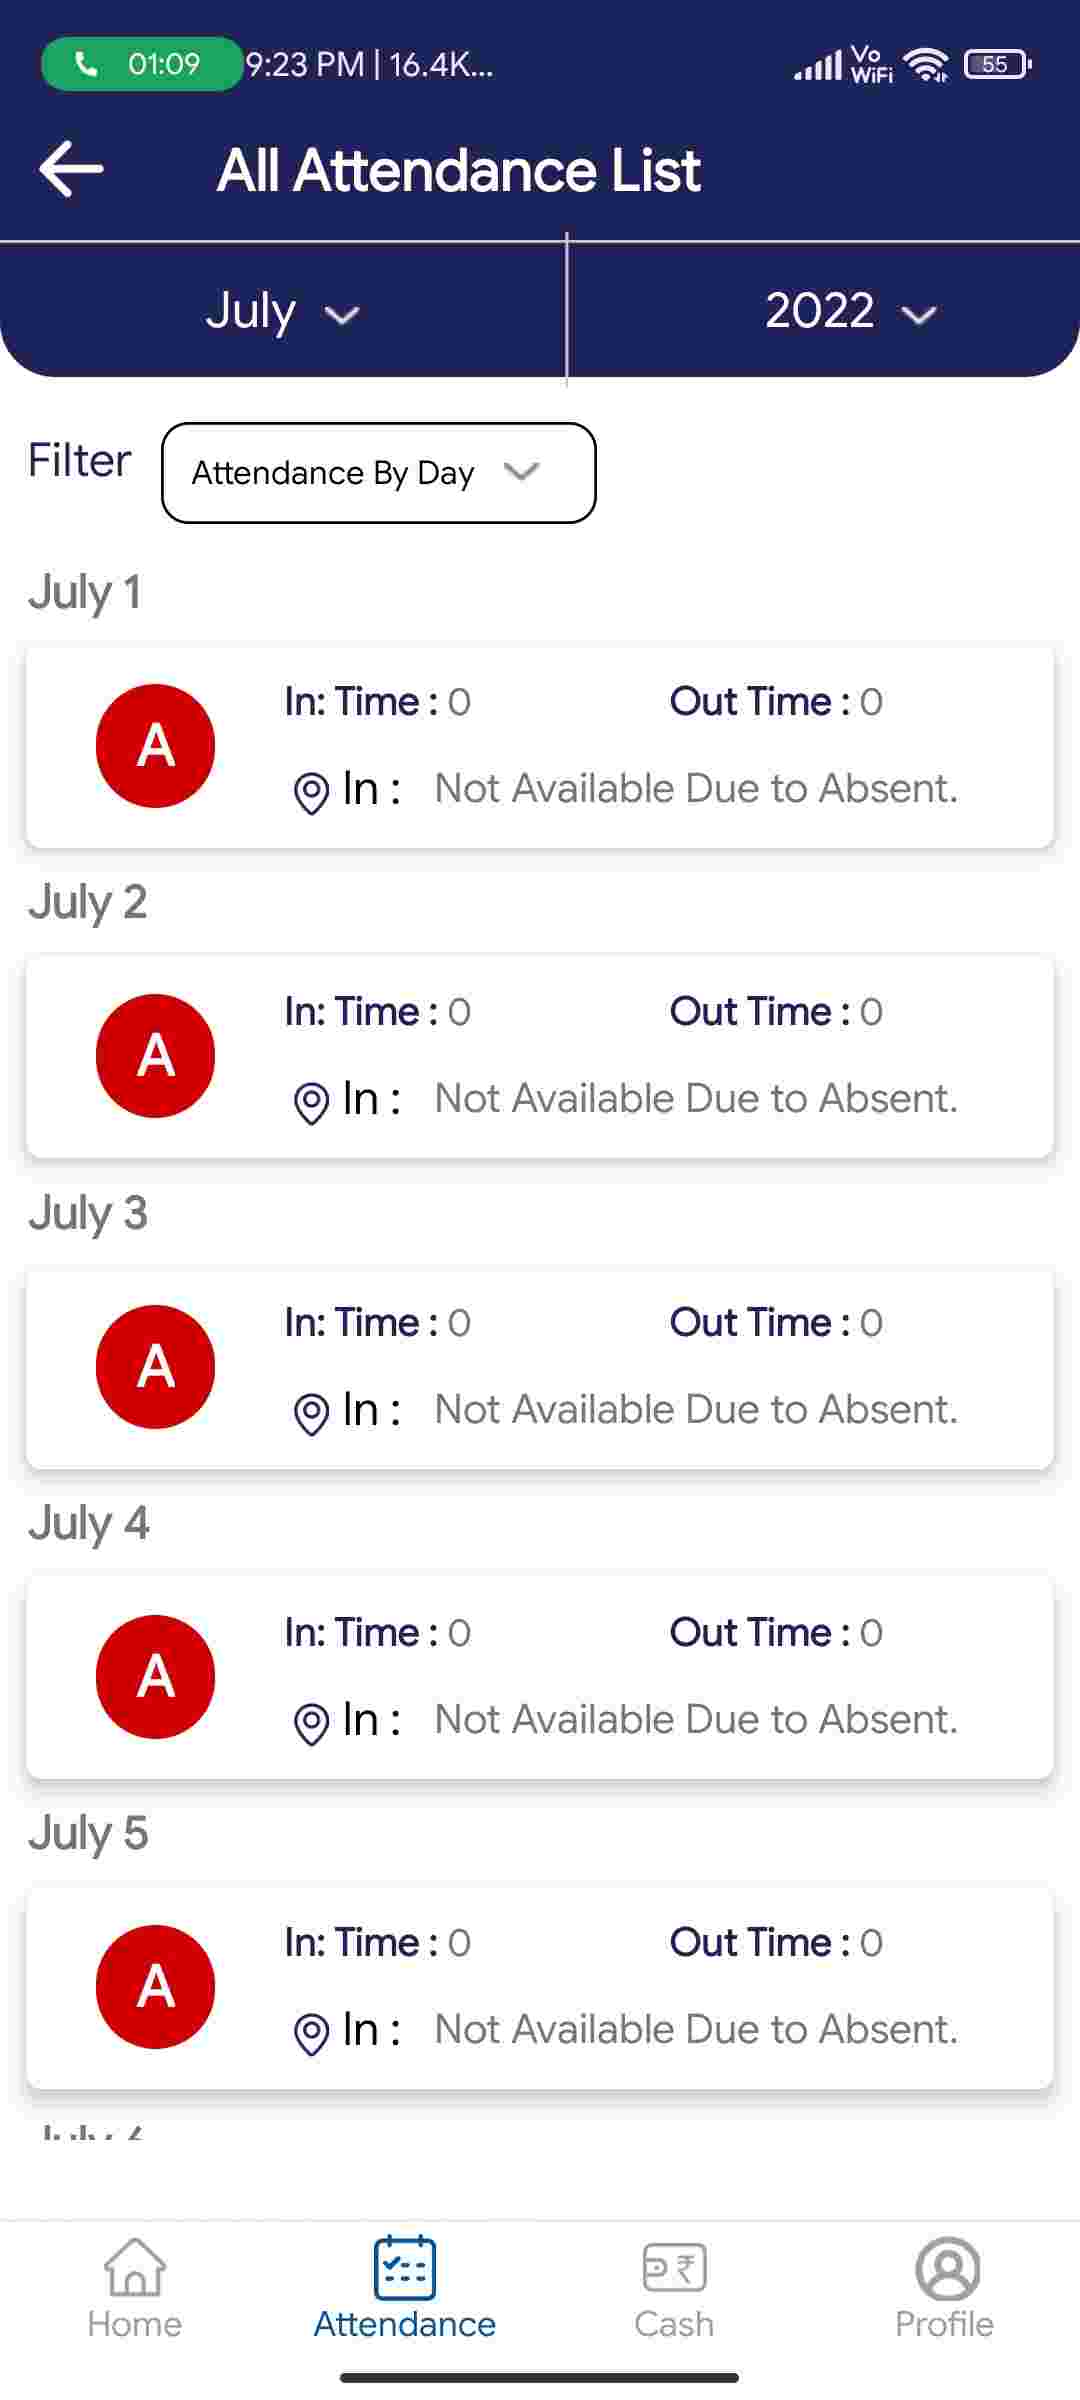 01:09 9:23 PM | 16.4K... Vo WiFi 55
All Attendance List
July 2022
Filter Attendance By Day
July 1
In: Time : 0 Out Time : 0
A
In : Not Available Due to Absent.
July 2
In: Time : 0 Out Time : 0
A
In : Not Available Due to Absent.
July 3
In: Time : 0 Out Time : 0
A
In : Not Available Due to Absent.
July 4
In: Time : 0 Out Time : 0
A
In : Not Available Due to Absent.
July 5
In: Time : 0 Out Time : 0
A
In : Not Available Due to Absent.
July 6
₹
Home Attendance Cash Profile